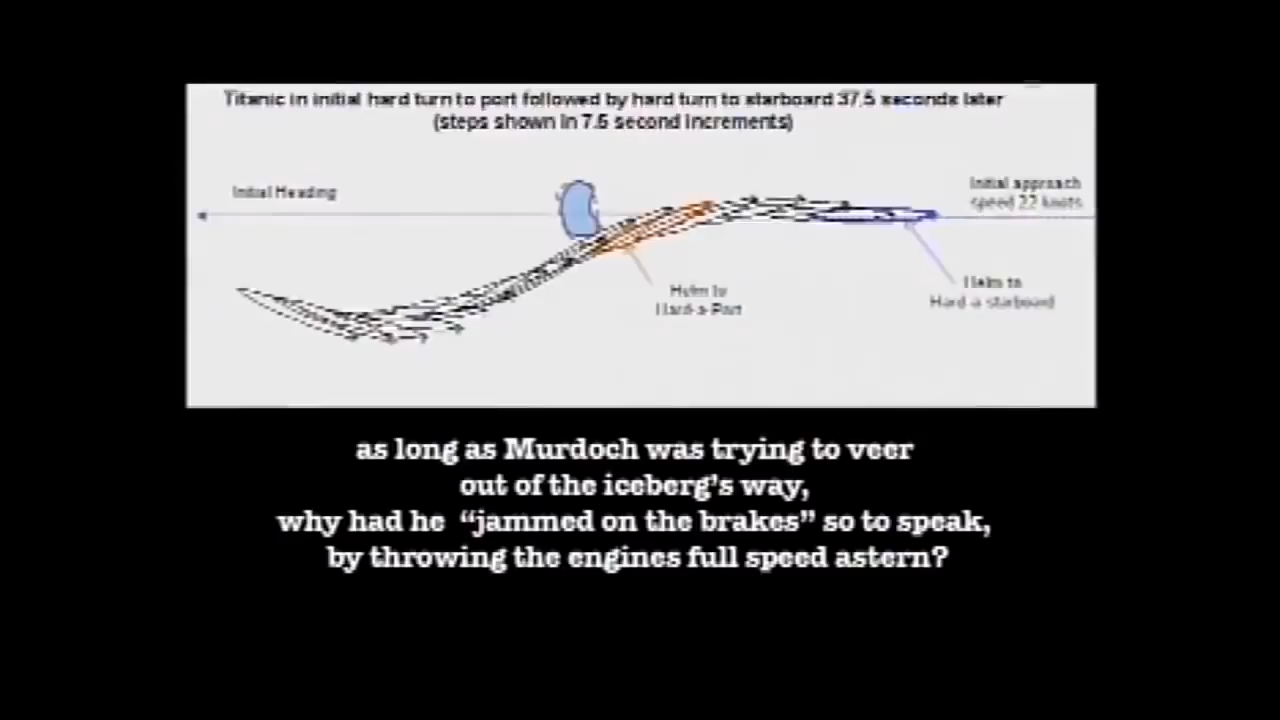 Titanic in initial hard turn to port followed by hard turn to starboard 37.5 seconds later
(steps shown in 7.5 second increments)
Initial Heading
Initial approach
speed 22 knots
Helm to
Hard-a-Port
Helm to
Hard-a-starboard
as long as Murdoch was trying to veer
out of the iceberg's way,
why had he "jammed on the brakes" so to speak,
by throwing the engines full speed astern?